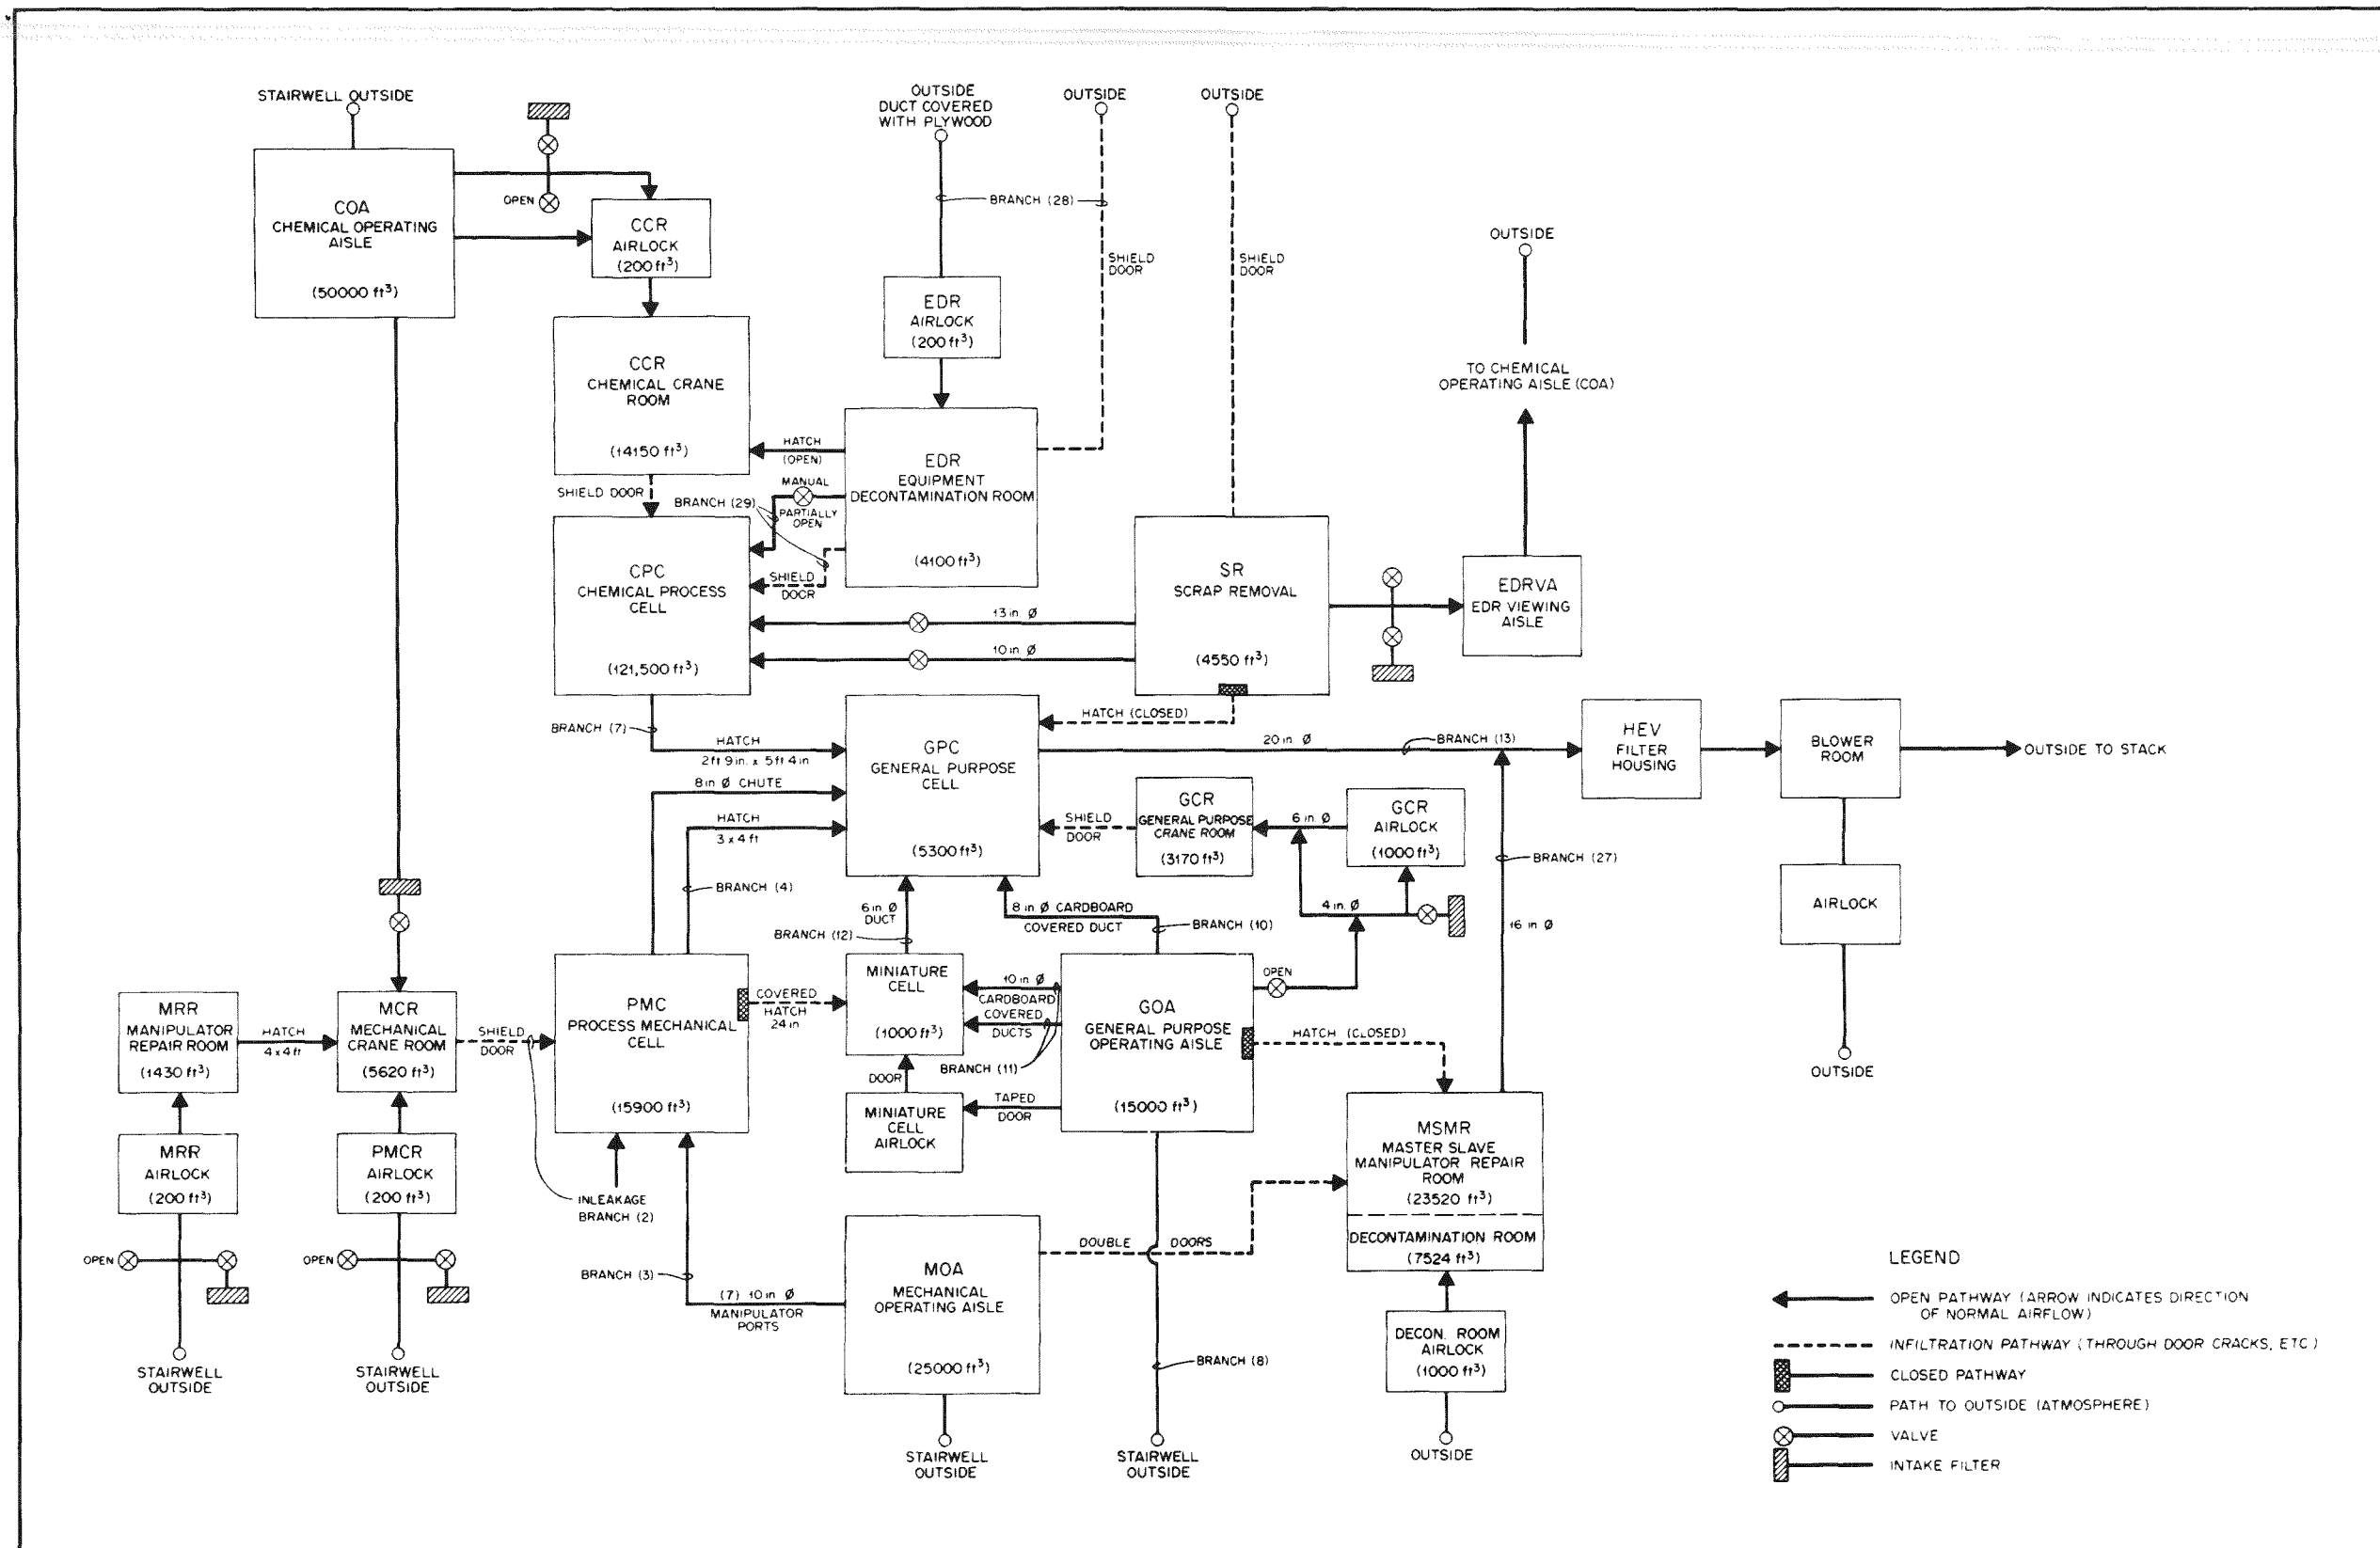 STAIRWELL OUTSIDE
OUTSIDE
DUCT COVERED
WITH PLYWOOD
OUTSIDE
OUTSIDE
COA
CHEMICAL OPERATING
AISLE
(50000 ft³)
OPEN
CCR
AIRLOCK
(200 ft³)
BRANCH (28)
SHIELD
DOOR
SHIELD
DOOR
OUTSIDE
EDR
AIRLOCK
(200 ft³)
CCR
CHEMICAL CRANE
ROOM
(14150 ft³)
TO CHEMICAL
OPERATING AISLE (COA)
HATCH
(OPEN)
EDR
EQUIPMENT
DECONTAMINATION ROOM
(4100 ft³)
SHIELD DOOR
BRANCH (29)
MANUAL
PARTIALLY
OPEN
SHIELD
DOOR
CPC
CHEMICAL PROCESS
CELL
(121,500 ft³)
SR
SCRAP REMOVAL
(4550 ft³)
EDRVA
EDR VIEWING
AISLE
13 in. Ø
10 in. Ø
BRANCH (7)
HATCH
2ft 9in. x 5ft 4in
HATCH (CLOSED)
GPC
GENERAL PURPOSE
CELL
(5300 ft³)
20 in Ø
BRANCH (13)
HEV
FILTER
HOUSING
BLOWER
ROOM
OUTSIDE TO STACK
8 in Ø CHUTE
HATCH
3 x 4 ft
SHIELD
DOOR
GCR
GENERAL PURPOSE
CRANE ROOM
(3170 ft³)
6 in. Ø
GCR
AIRLOCK
(1000 ft³)
BRANCH (27)
BRANCH (4)
6 in Ø
DUCT
8 in Ø CARDBOARD
COVERED DUCT
4 in. Ø
AIRLOCK
BRANCH (12)
BRANCH (10)
16 in Ø
MRR
MANIPULATOR
REPAIR ROOM
(1430 ft³)
HATCH
4x4 ft
MCR
MECHANICAL
CRANE ROOM
(5620 ft³)
SHIELD
DOOR
PMC
PROCESS MECHANICAL
CELL
(15900 ft³)
COVERED
HATCH
24 in
MINIATURE
CELL
(1000 ft³)
10 in Ø
CARDBOARD
COVERED
DUCTS
BRANCH (11)
GOA
GENERAL PURPOSE
OPERATING AISLE
(15000 ft³)
OPEN
HATCH (CLOSED)
OUTSIDE
DOOR
TAPED
DOOR
MINIATURE
CELL
AIRLOCK
MRR
AIRLOCK
(200 ft³)
PMCR
AIRLOCK
(200 ft³)
INLEAKAGE
BRANCH (2)
MSMR
MASTER SLAVE
MANIPULATOR REPAIR
ROOM
(23520 ft³)
DECONTAMINATION ROOM
(7524 ft³)
OPEN
OPEN
BRANCH (3)
(7) 10 in Ø
MANIPULATOR
PORTS
MOA
MECHANICAL
OPERATING AISLE
(25000 ft³)
DOUBLE DOORS
STAIRWELL
OUTSIDE
STAIRWELL
OUTSIDE
BRANCH (8)
DECON. ROOM
AIRLOCK
(1000 ft³)
STAIRWELL
OUTSIDE
STAIRWELL
OUTSIDE
OUTSIDE
LEGEND
OPEN PATHWAY (ARROW INDICATES DIRECTION
OF NORMAL AIRFLOW)
INFILTRATION PATHWAY (THROUGH DOOR CRACKS, ETC)
CLOSED PATHWAY
PATH TO OUTSIDE (ATMOSPHERE)
VALVE
INTAKE FILTER